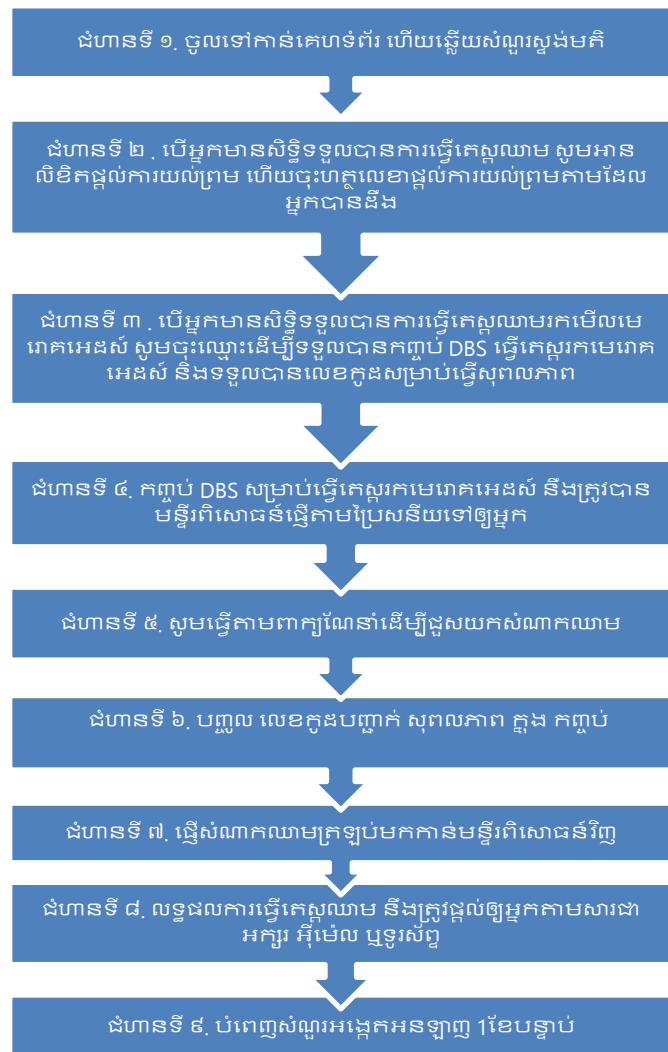 ជំហានទី ១. ចូលទៅកាន់គេហទំព័រ ហើយឆ្លើយសំណួរស្ទង់មតិ
ជំហានទី ២ . បើអ្នកមានសិទ្ធិទទួលបានការធ្វើតេស្តឈាម សូមអាន
លិខិតផ្តល់ការយល់ព្រម ហើយចុះហត្ថលេខាផ្តល់ការយល់ព្រមតាមដែល
អ្នកបានដឹង
ជំហានទី ៣ . បើអ្នកមានសិទ្ធិទទួលបានការធ្វើតេស្តឈាមរកមើលមេ
រោគអេដស៍ សូមចុះឈ្មោះដើម្បីទទួលបានកញ្ចប់ DBS ធ្វើតេស្តរកមេរោគ
អេដស៍ និងទទួលបានលេខកូដសម្រាប់ធ្វើសុពលភាព
ជំហានទី ៤. កញ្ចប់ DBS សម្រាប់ធ្វើតេស្តរកមេរោគអេដស៍ នឹងត្រូវបាន
មន្ទីរពិសោធន៍ផ្ញើតាមប្រៃសនីយទៅឲ្យអ្នក
ជំហានទី ៥. សូមធ្វើតាមពាក្យណែនាំដើម្បីជួសយកសំណាកឈាម
ជំហានទី ៦. បញ្ចូល លេខកូដបញ្ជាក់ សុពលភាព ក្នុង កញ្ចប់
ជំហានទី ៧. ផ្ញើសំណាកឈាមត្រឡប់មកកាន់មន្ទីរពិសោធន៍វិញ
ជំហានទី ៨. លទ្ធផលការធ្វើតេស្តឈាម នឹងត្រូវផ្តល់ឲ្យអ្នកតាមសារជា
អក្សរ អ៊ីម៉េល ឬទូរស័ព្ទ
ជំហានទី ៩. បំពេញសំណួរអង្កេតអនឡាញ 1ខែបន្ទាប់